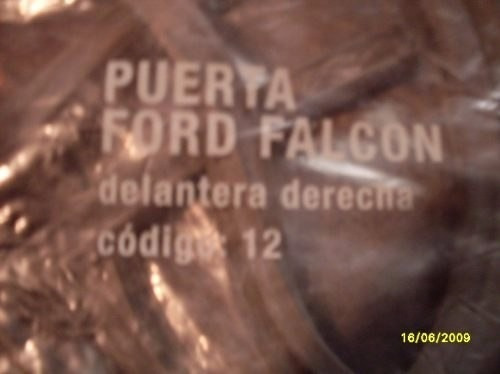 PUERTA
FORD FALCON
delantera derecha
código: 12
16/06/2009